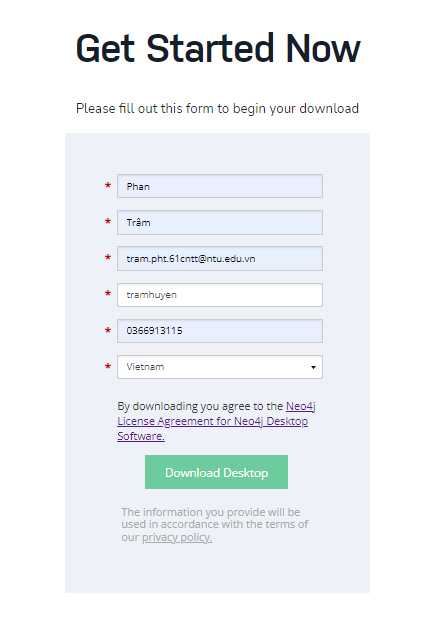 Get Started Now
Please fill out this form to begin your download
* Phan
* Trâm
* tram.pht.61cntt@ntu.edu.vn
* tramhuyen
* 0366913115
* Vietnam
By downloading you agree to the Neo4j
License Agreement for Neo4j Desktop
Software.
Download Desktop
The information you provide will be
used in accordance with the terms of
our privacy policy.